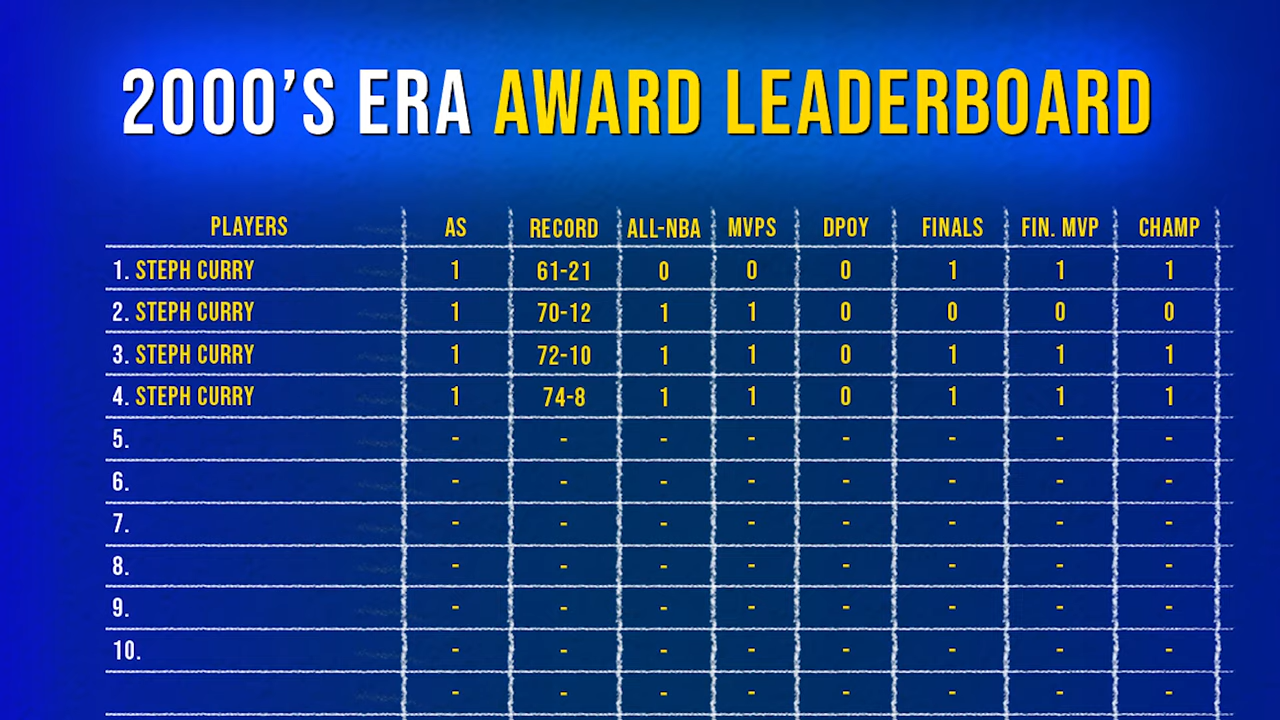 2000'S ERA AWARD LEADERBOARD
PLAYERS AS RECORD ALL-NBA MVPS DPOY FINALS FIN. MVP CHAMP
1. STEPH CURRY 1 61-21 0 0 0 1 1 1
2. STEPH CURRY 1 70-12 1 1 0 0 0 0
3. STEPH CURRY 1 72-10 1 1 0 1 1 1
4. STEPH CURRY 1 74-8 1 1 0 1 1 1
5. - - - - - - - -
6. - - - - - - - -
7. - - - - - - - -
8. - - - - - - - -
9. - - - - - - - -
10. - - - - - - - -
- - - - - - - -